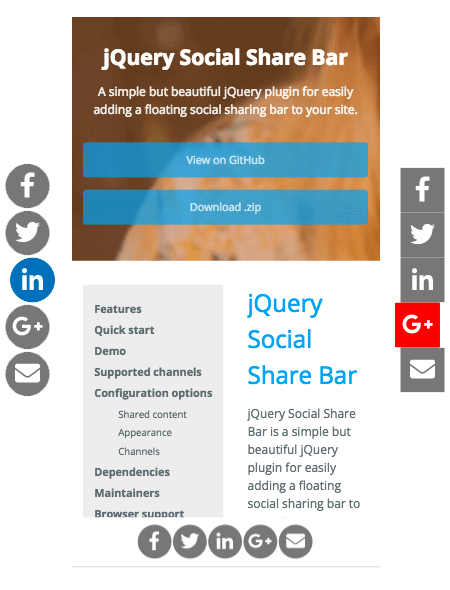 jQuery Social Share Bar
A simple but beautiful jQuery plugin for easily
adding a floating social sharing bar to your site.
View on GitHub
Download .zip
Features
Quick start
Demo
Supported channels
Configuration options
Shared content
Appearance
Channels
Dependencies
Maintainers
Browser support
jQuery
Social
Share Bar
jQuery Social Share
Bar is a simple but
beautiful jQuery
plugin for easily
adding a floating
social sharing bar to
in
G+
in
G+
in
G+